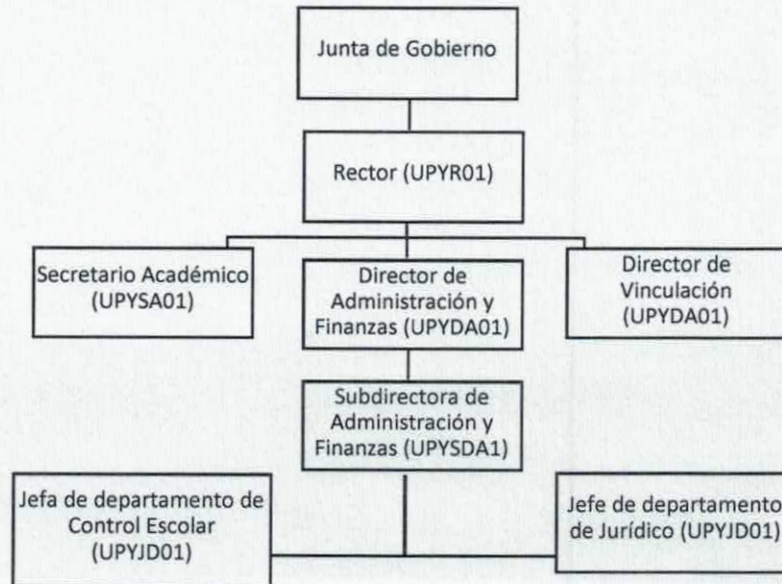 Junta de Gobierno
Rector (UPYR01)
Secretario Académico
(UPYSA01)
Director de
Administración y
Finanzas (UPYDA01)
Director de
Vinculación
(UPYDA01)
Subdirectora de
Administración y
Finanzas (UPYSDA1)
Jefa de departamento de
Control Escolar
(UPYJD01)
Jefe de departamento
de Jurídico (UPYJD01)